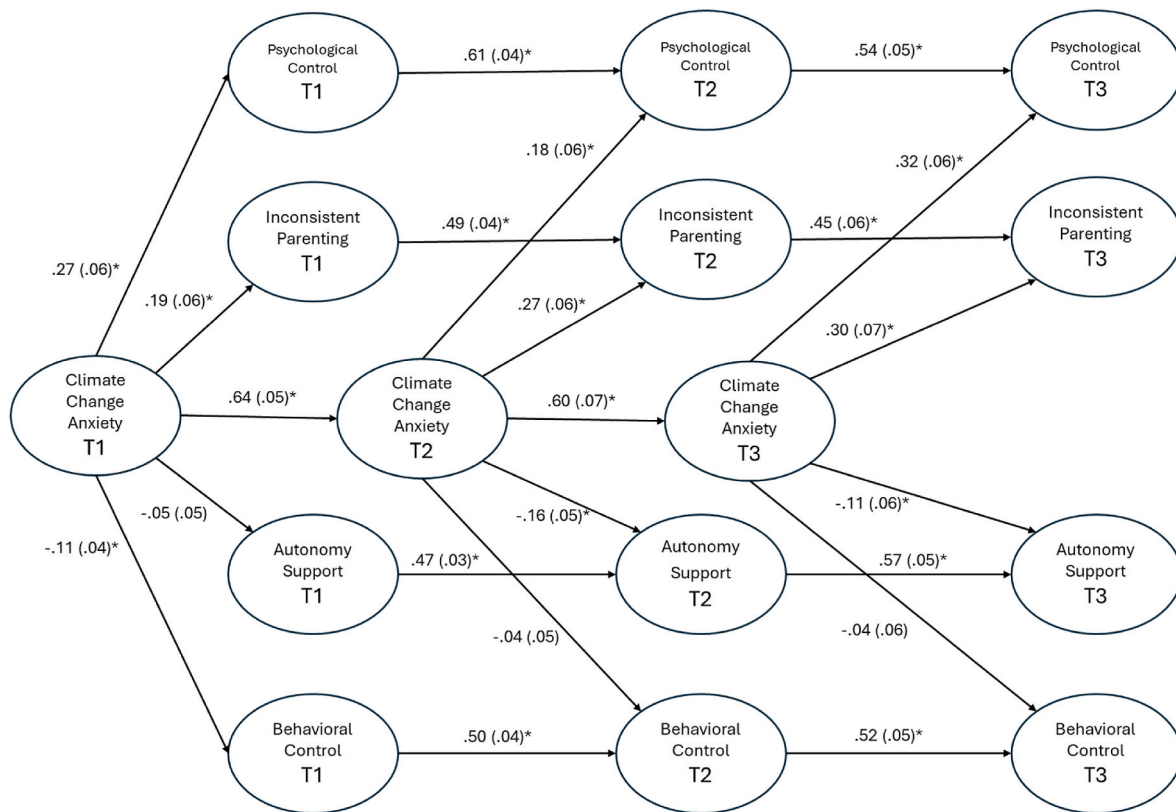 Psychological
Control
T1
.61 (.04)*
Psychological
Control
T2
.54 (.05)*
Psychological
Control
T3
.18 (.06)*
.32 (.06)*
Inconsistent
Parenting
T1
.49 (.04)*
Inconsistent
Parenting
T2
.45 (.06)*
Inconsistent
Parenting
T3
.27 (.06)*
.19 (.06)*
.27 (.06)*
.30 (.07)*
Climate
Change
Anxiety
T1
.64 (.05)*
Climate
Change
Anxiety
T2
.60 (.07)*
Climate
Change
Anxiety
T3
-.05 (.05)
-.16 (.05)*
-.11 (.06)*
-.11 (.04)*
Autonomy
Support
T1
.47 (.03)*
Autonomy
Support
T2
.57 (.05)*
Autonomy
Support
T3
-.04 (.05)
-.04 (.06)
Behavioral
Control
T1
.50 (.04)*
Behavioral
Control
T2
.52 (.05)*
Behavioral
Control
T3